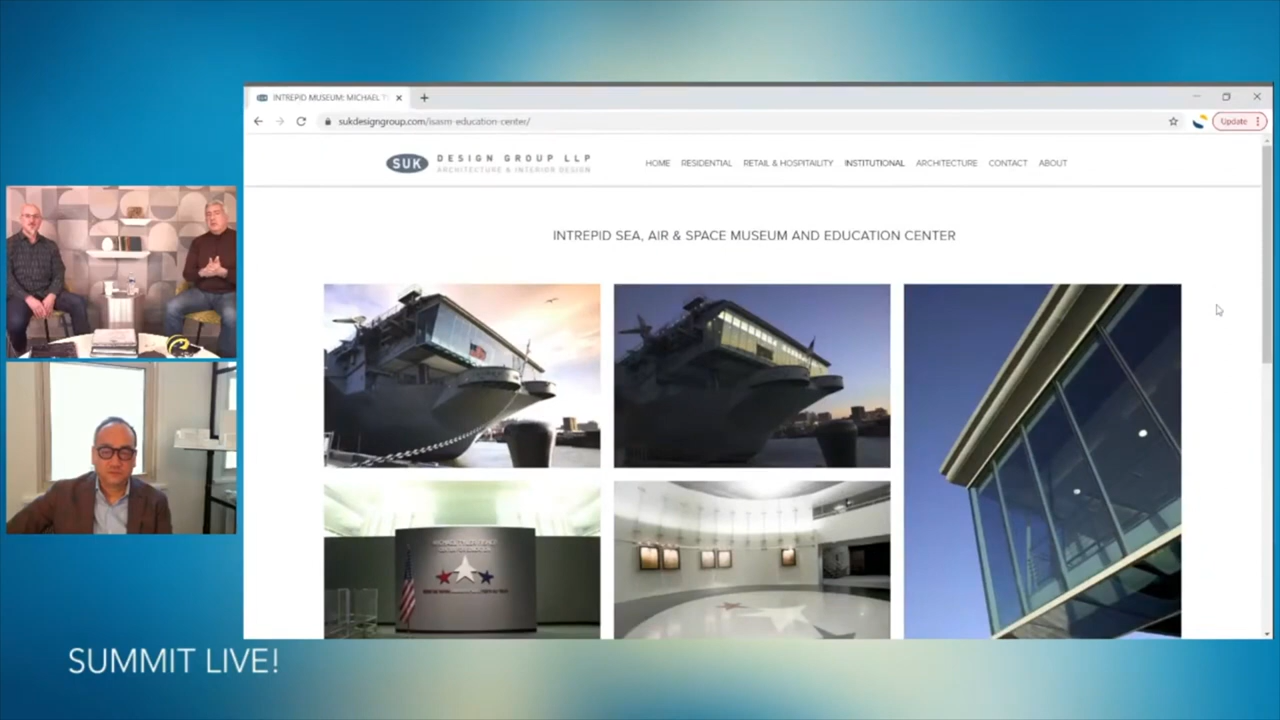 INTREPID MUSEUM: MICHAEL T
sukdesigngroup.com/isasm-education-center/
Update
SUK
DESIGN GROUP LLP
ARCHITECTURE & INTERIOR DESIGN
HOME RESIDENTIAL RETAIL & HOSPITALITY INSTITUTIONAL ARCHITECTURE CONTACT ABOUT
INTREPID SEA, AIR & SPACE MUSEUM AND EDUCATION CENTER
SUMMIT LIVE!